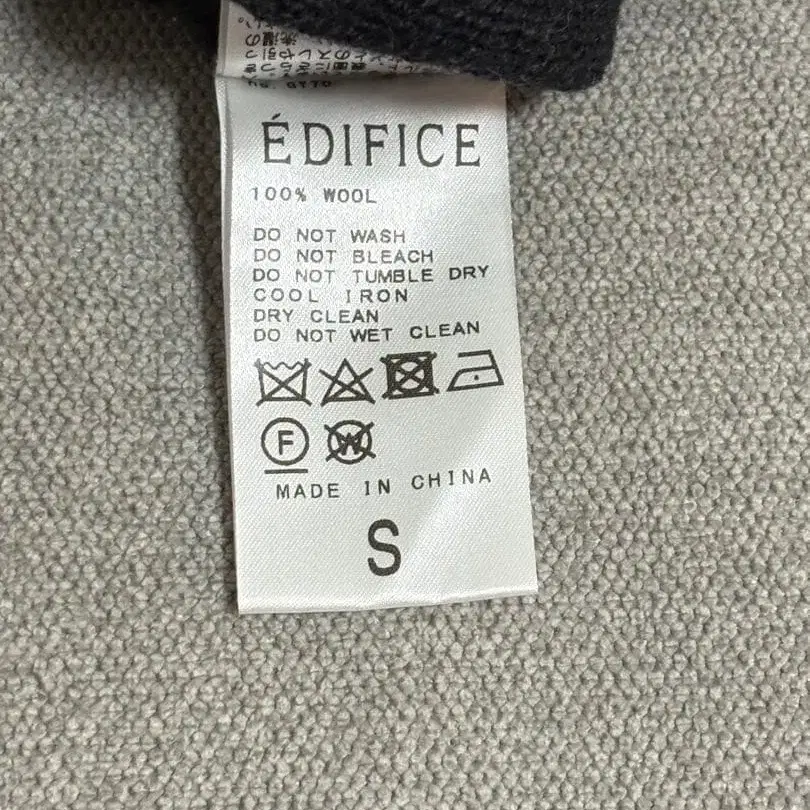 ÉDIFICE
100% WOOL
DO NOT WASH
DO NOT BLEACH
DO NOT TUMBLE DRY
COOL IRON
DRY CLEAN
DO NOT WET CLEAN
F W
MADE IN CHINA
S